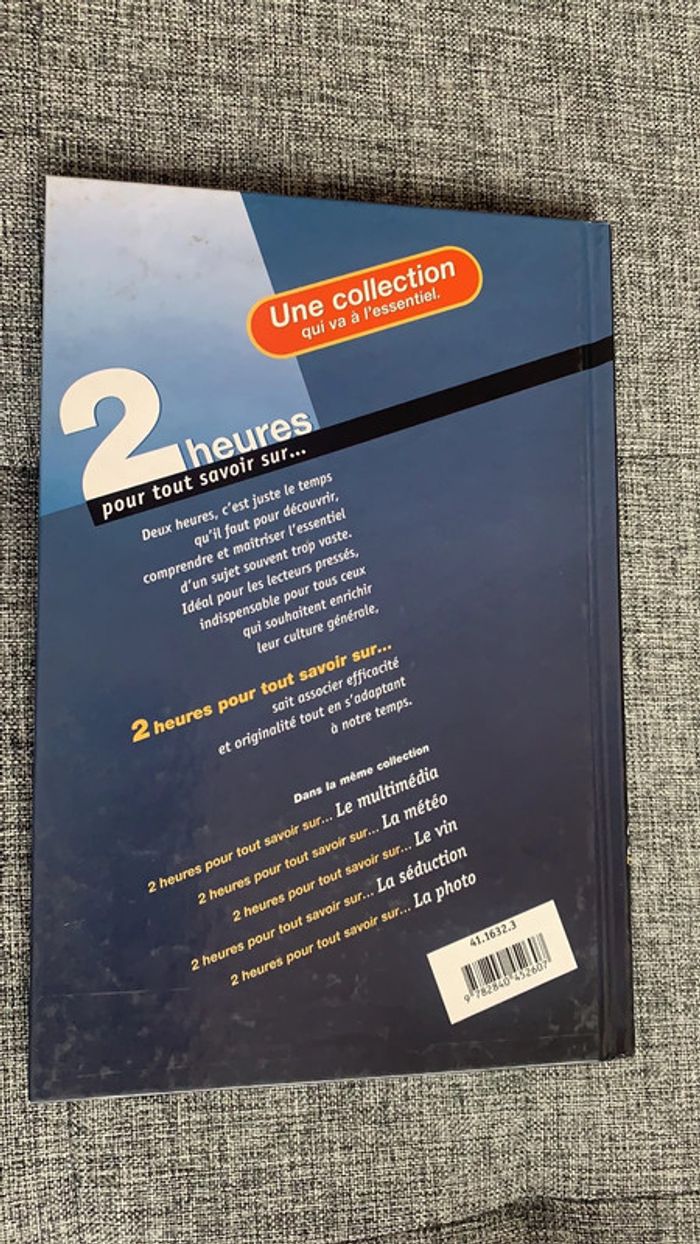 Une collection
qui va à l'essentiel.
2 heures
pour tout savoir sur...
Deux heures, c'est juste le temps
qu'il faut pour découvrir,
comprendre et maîtriser l'essentiel
d'un sujet souvent trop vaste.
Idéal pour les lecteurs pressés,
indispensable pour tous ceux
qui souhaitent enrichir
leur culture générale,
2 heures pour tout savoir sur...
sait associer efficacité
et originalité tout en s'adaptant
à notre temps.
Dans la même collection
2 heures pour tout savoir sur... Le multimédia
2 heures pour tout savoir sur... La météo
2 heures pour tout savoir sur... Le vin
2 heures pour tout savoir sur... La séduction
2 heures pour tout savoir sur... La photo
41.1632.3
9 782840 452607